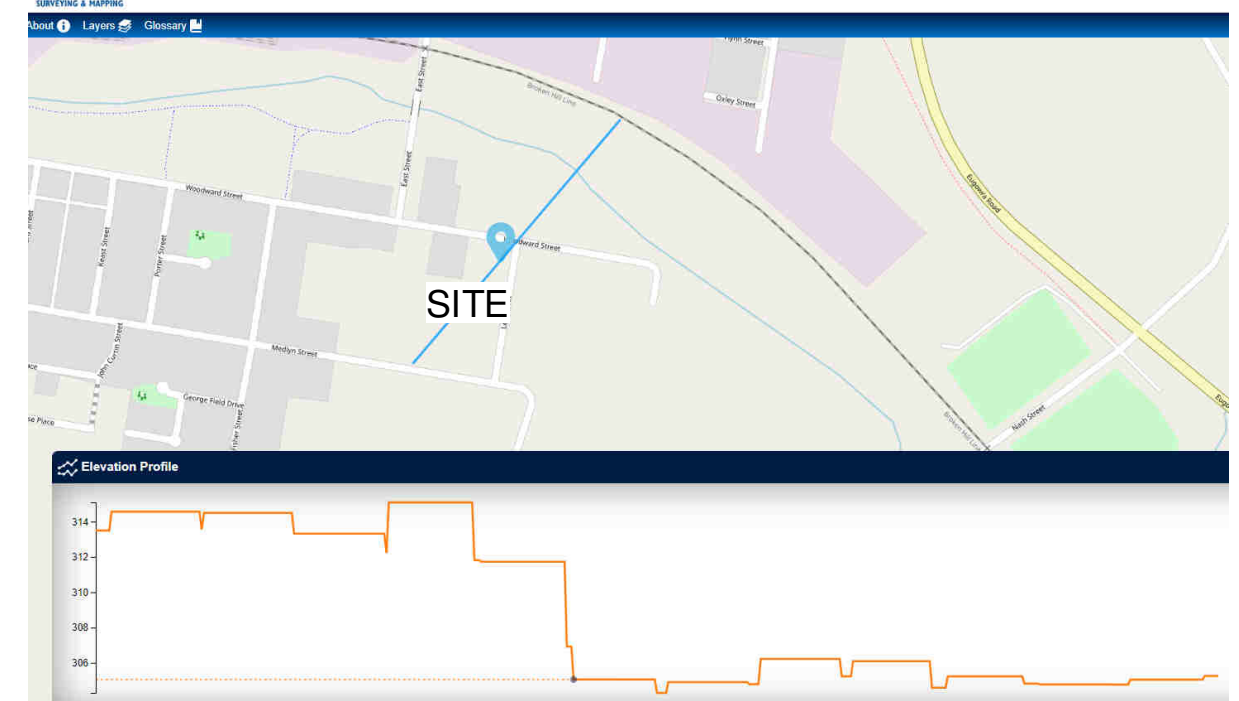 SURVEYING & MAPPING
About Layers Glossary
Flynn Street
East Street
Broken Hill Line
Oxley Street
East Street
Eugowra Road
Woodward Street
Keast Street
Porter Street
Woodward Street
SITE
John Curtin Street
Medlyn Street
George Field Drive
Fisher Street
Nash Street
Broken Hill Line
Elevation Profile
314
312
310
308
306